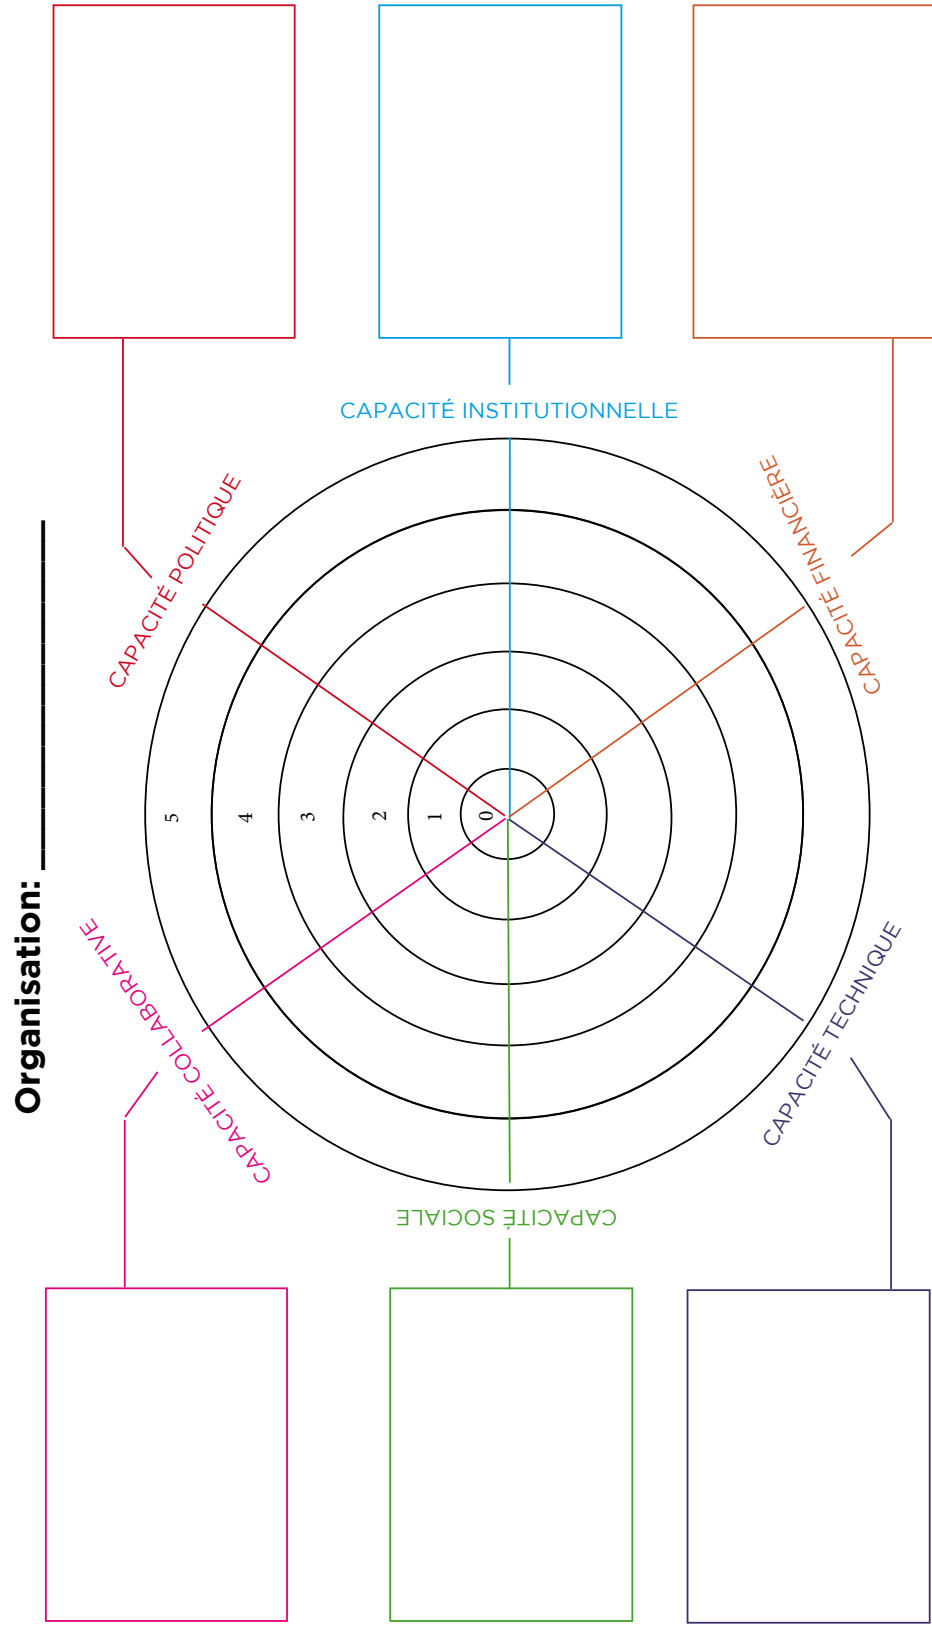 Organisation: ____________
CAPACITÉ COLLABORATIVE
CAPACITÉ POLITIQUE
CAPACITÉ SOCIALE
CAPACITÉ INSTITUTIONNELLE
CAPACITÉ TECHNIQUE
CAPACITÉ FINANCIÈRE
5
4
3
2
1
0